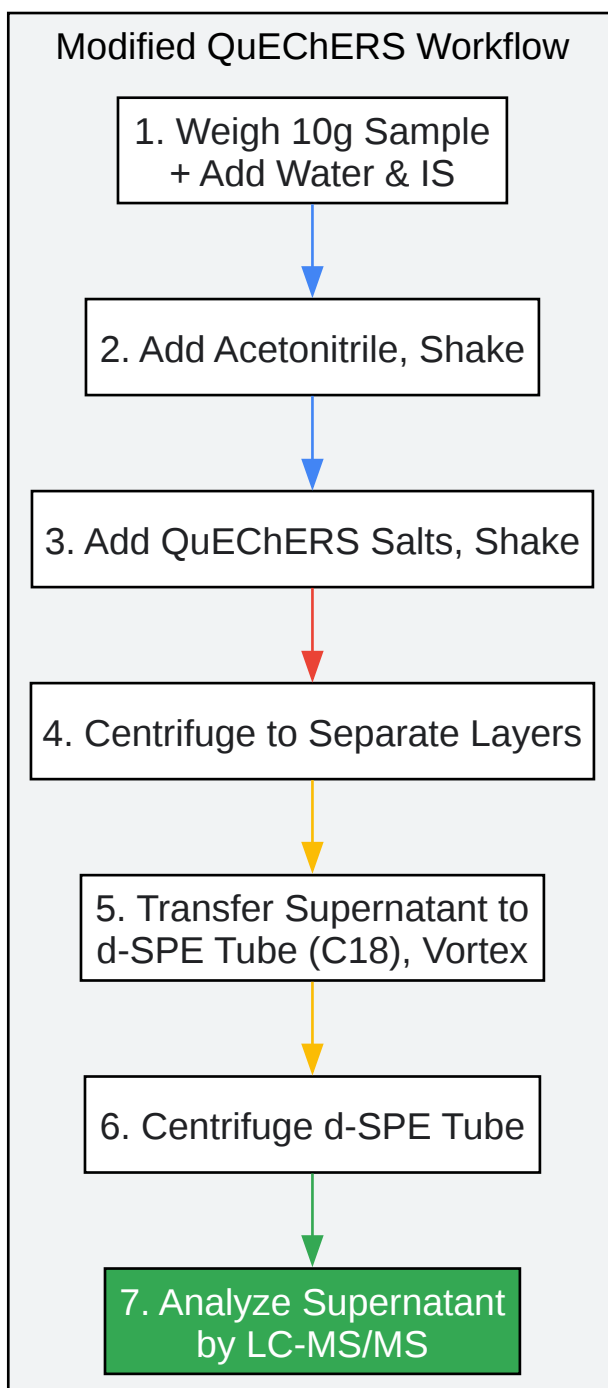 Modified QuEChERS Workflow
1. Weigh 10g Sample
+ Add Water & IS
2. Add Acetonitrile, Shake
3. Add QuEChERS Salts, Shake
4. Centrifuge to Separate Layers
5. Transfer Supernatant to
d-SPE Tube (C18), Vortex
6. Centrifuge d-SPE Tube
7. Analyze Supernatant
by LC-MS/MS